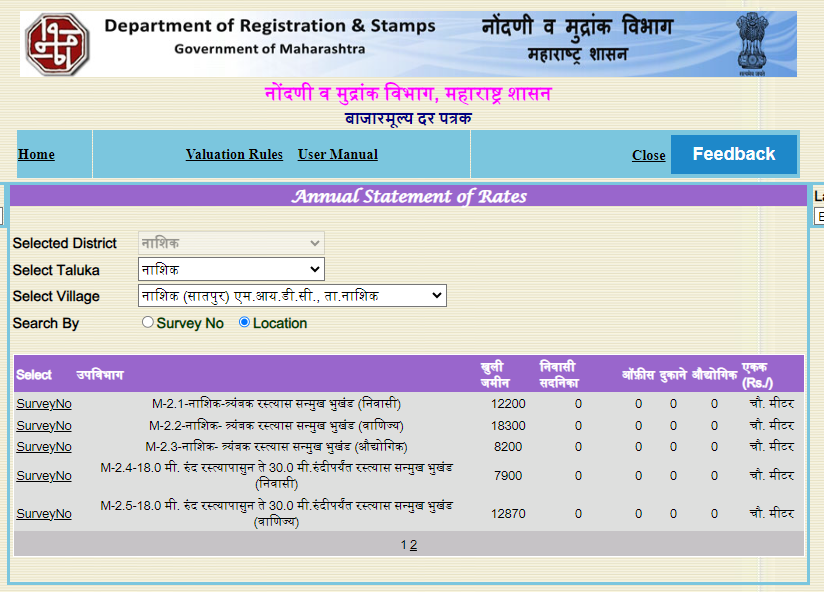 Department of Registration & Stamps
Government of Maharashtra
नोंदणी व मुद्रांक विभाग
महाराष्ट्र शासन
नोंदणी व मुद्रांक विभाग, महाराष्ट्र शासन
बाजारमूल्य दर पत्रक
Home Valuation Rules User Manual Close Feedback
Annual Statement of Rates
Selected District नाशिक
Select Taluka नाशिक
Select Village नाशिक (सातपुर) एम.आय.डी.सी., ता.नाशिक
Search By Survey No Location
Select उपविभाग खुली जमीन निवासी सदनिका ऑफ़ीस दुकाने औद्योगिक एकक (Rs./)
SurveyNo M-2.1-नाशिक-त्र्यंवक रस्त्यास सन्मुख भुखंड (निवासी) 12200 0 0 0 0 चौ. मीटर
SurveyNo M-2.2-नाशिक- त्र्यंवक रस्त्यास सन्मुख भुखंड (वाणिज्य) 18300 0 0 0 0 चौ. मीटर
SurveyNo M-2.3-नाशिक- त्र्यंवक रस्त्यास सन्मुख भुखंड (औद्योगिक) 8200 0 0 0 0 चौ. मीटर
SurveyNo M-2.4-18.0 मी. रुंद रस्त्यापासुन ते 30.0 मी.रुंदीपर्यंत रस्त्यास सन्मुख भुखंड (निवासी) 7900 0 0 0 0 चौ. मीटर
SurveyNo M-2.5-18.0 मी. रुंद रस्त्यापासुन ते 30.0 मी.रुंदीपर्यंत रस्त्यास सन्मुख भुखंड (वाणिज्य) 12870 0 0 0 0 चौ. मीटर
1 2